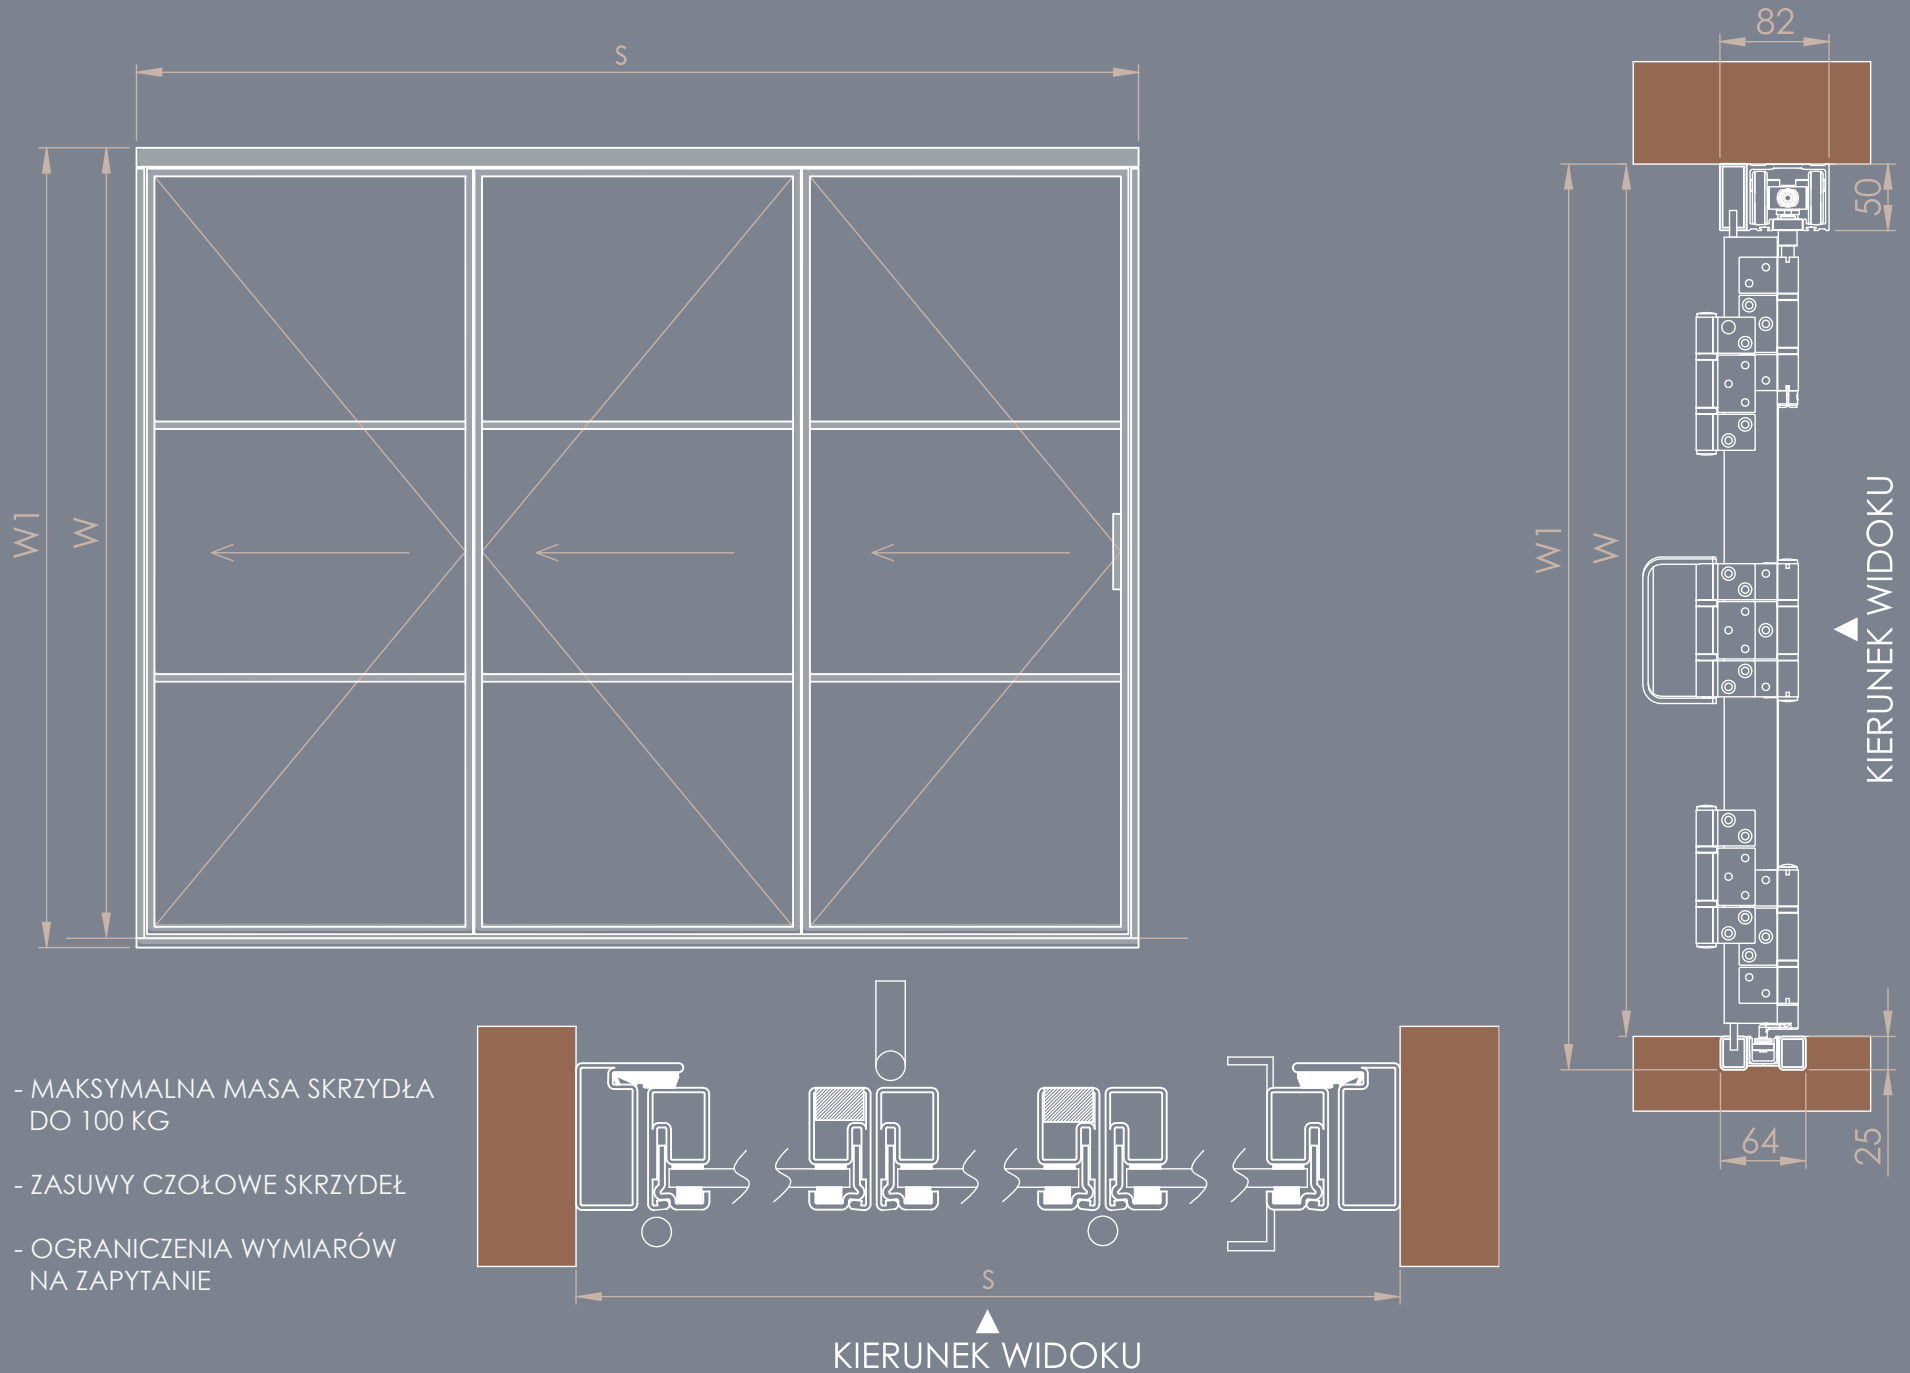 S
82
50
W1
W
W1
W
KIERUNEK WIDOKU
- MAKSYMALNA MASA SKRZYDŁA
DO 100 KG
- ZASUWY CZOŁOWE SKRZYDEŁ
- OGRANICZENIA WYMIARÓW
NA ZAPYTANIE
64
25
S
KIERUNEK WIDOKU